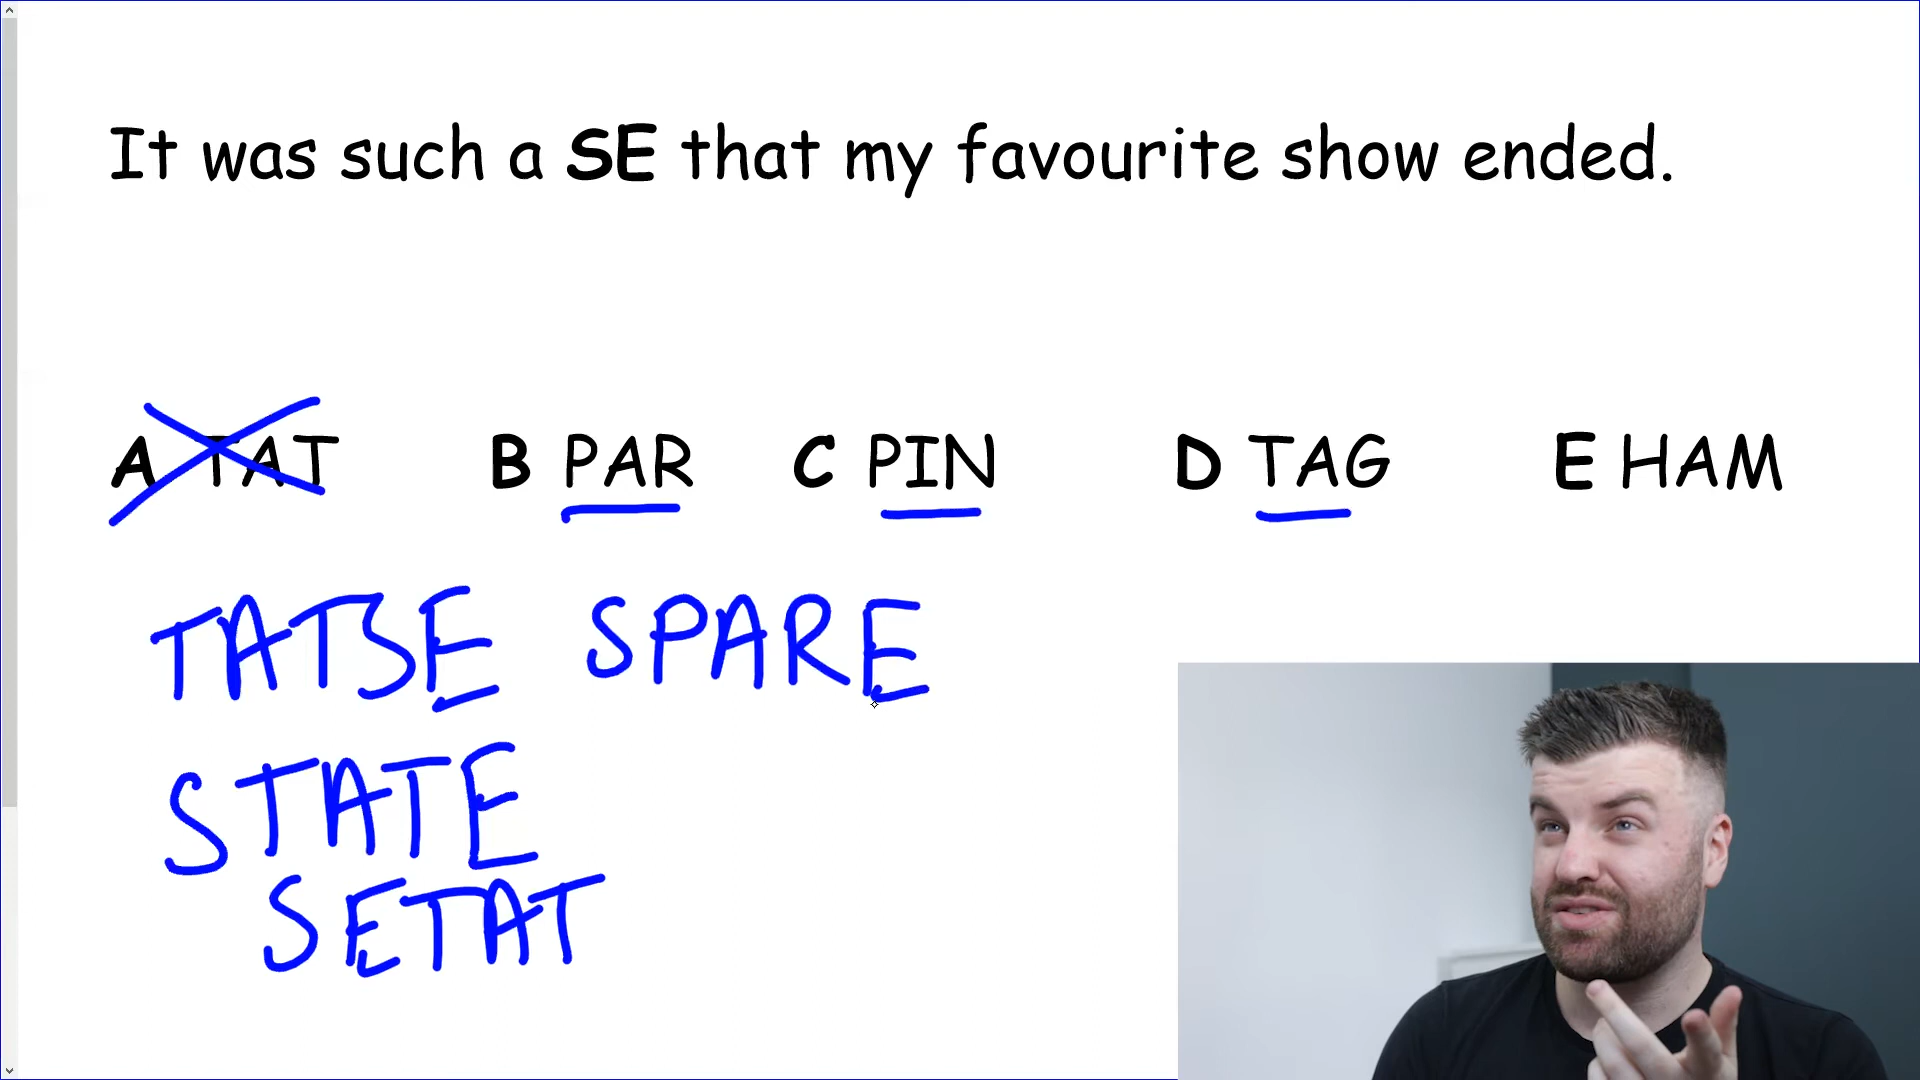 It was such a SE that my favourite show ended.
A TAT B PAR C PIN D TAG E HAM
TATSE SPARE
STATE
SETAT